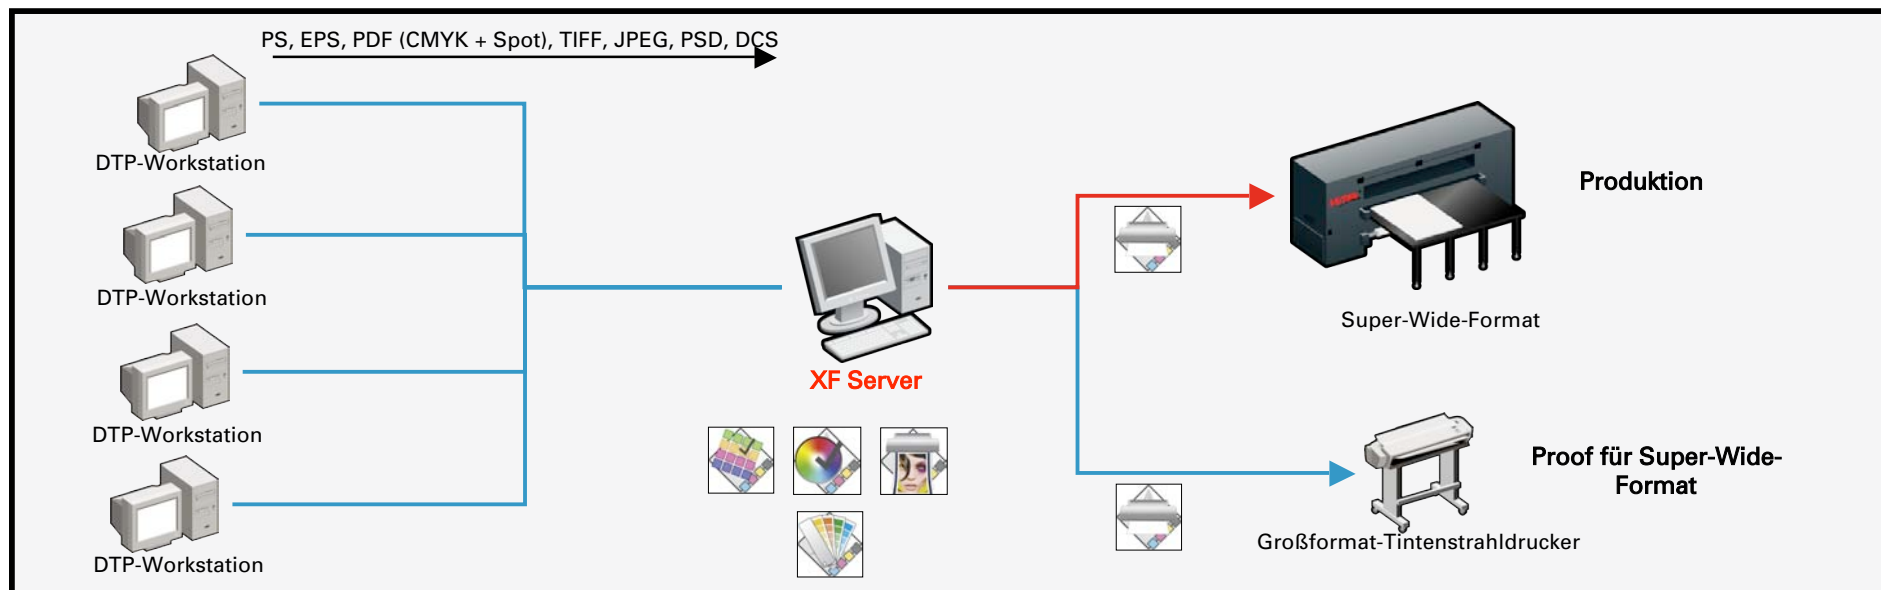 PS, EPS, PDF (CMYK + Spot), TIFF, JPEG, PSD, DCS
DTP-Workstation
DTP-Workstation
DTP-Workstation
DTP-Workstation
XF Server
Produktion
Super-Wide-Format
Proof für Super-Wide-
Format
Großformat-Tintenstrahldrucker